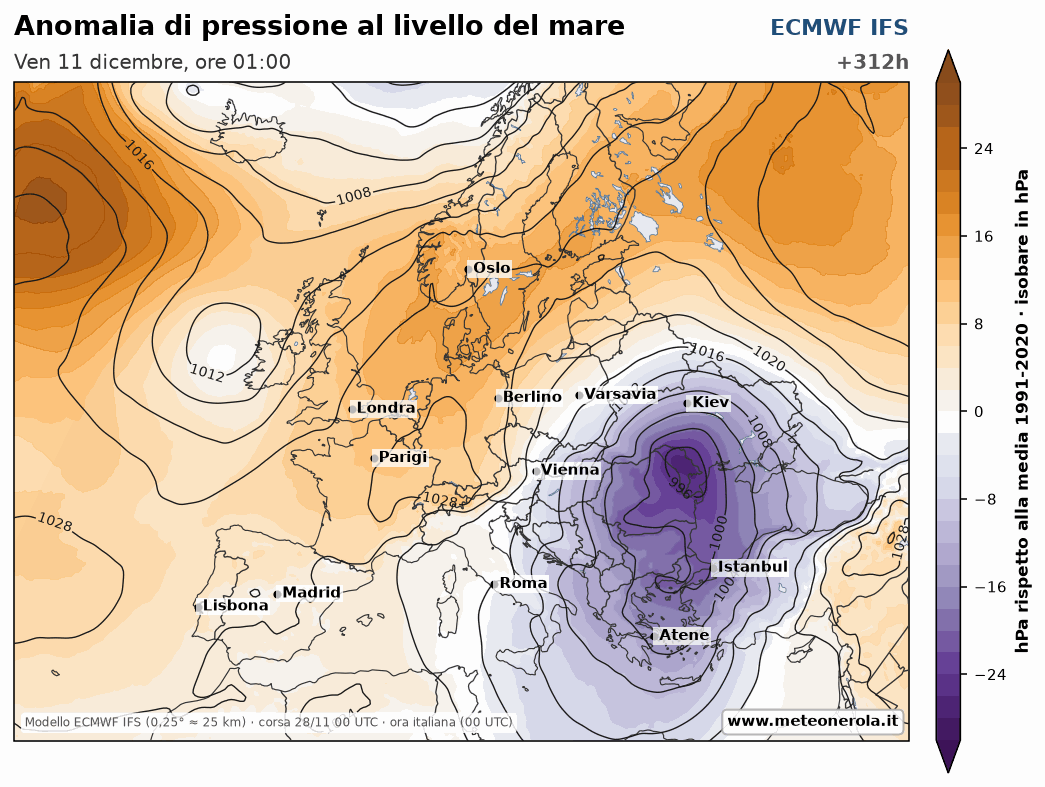 Anomalia di pressione al livello del mare
ECMWF IFS
Ven 11 dicembre, ore 01:00
+312h
1016
1008
Oslo
1012
1016
1020
Londra
Berlino
Varsavia
Kiev
1008
Parigi
Vienna
996
1028
1028
1000
1028
Istanbul
Roma
Madrid
Lisbona
Atene
Modello ECMWF IFS (0,25° ≈ 25 km) · corsa 28/11 00 UTC · ora italiana (00 UTC)
www.meteonerola.it
24
16
8
0
−8
−16
−24
hPa rispetto alla media 1991-2020 · isobare in hPa